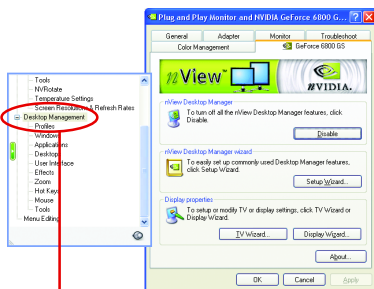 Plug and Play Monitor and NVIDIA GeForce 6800 G...
General
Adapter
Monitor
Troubleshoot
Color Management
GeForce 6800 GS
nView
NVIDIA.
nView Desktop Manager
To turn off all the nView Desktop Manager features, click
Disable.
Disable
nView Desktop Manager wizard
To easily set up commonly used Desktop Manager features,
click Setup Wizard.
Setup Wizard...
Display properties
To setup or modify TV or display settings, click TV Wizard or
Display Wizard.
TV Wizard...
Display Wizard...
About...
OK
Cancel
Apply
Tools
NVRotate
Temperature Settings
Screen Resolutions & Refresh Rates
Desktop Management
Profiles
Windows
Applications
Desktops
User Interface
Effects
Zoom
Hot Keys
Mouse
Tools
Menu Editing